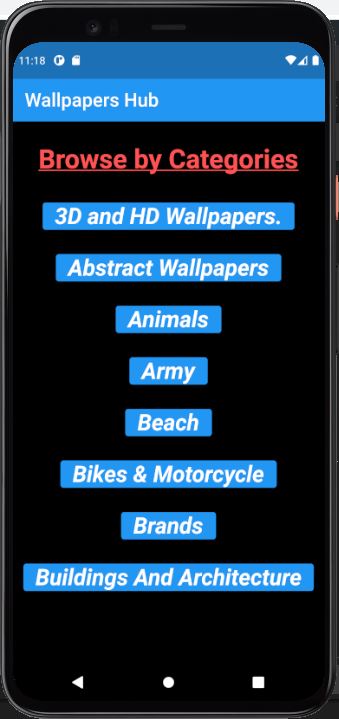 11:18
Wallpapers Hub
Browse by Categories
3D and HD Wallpapers.
Abstract Wallpapers
Animals
Army
Beach
Bikes & Motorcycle
Brands
Buildings And Architecture